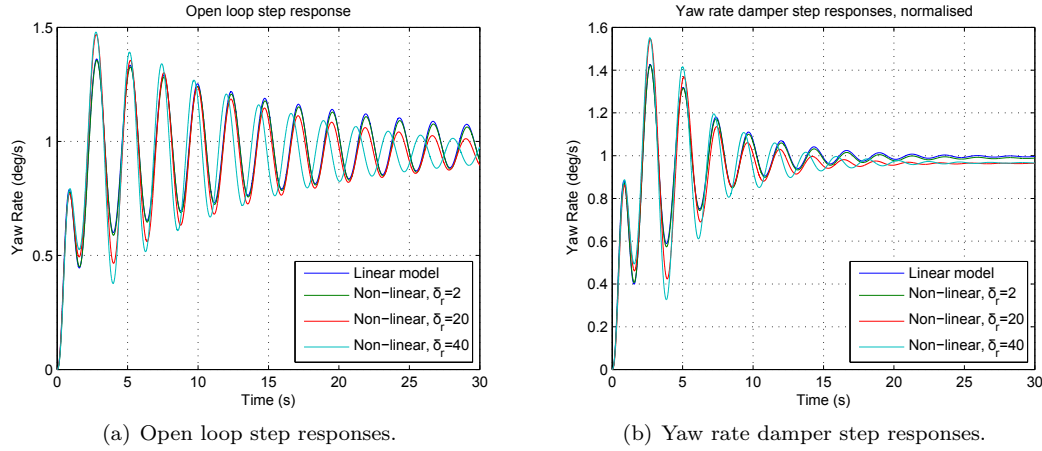 Open loop step response
Yaw Rate (deg/s)
1.5
1
0.5
0
Linear model
Non−linear, δr=2
Non−linear, δr=20
Non−linear, δr=40
0 5 10 15 20 25 30
Time (s)
(a) Open loop step responses.
Yaw rate damper step responses, normalised
Yaw Rate (deg/s)
1.6
1.4
1.2
1
0.8
0.6
0.4
0.2
0
Linear model
Non−linear, δr=2
Non−linear, δr=20
Non−linear, δr=40
0 5 10 15 20 25 30
Time (s)
(b) Yaw rate damper step responses.